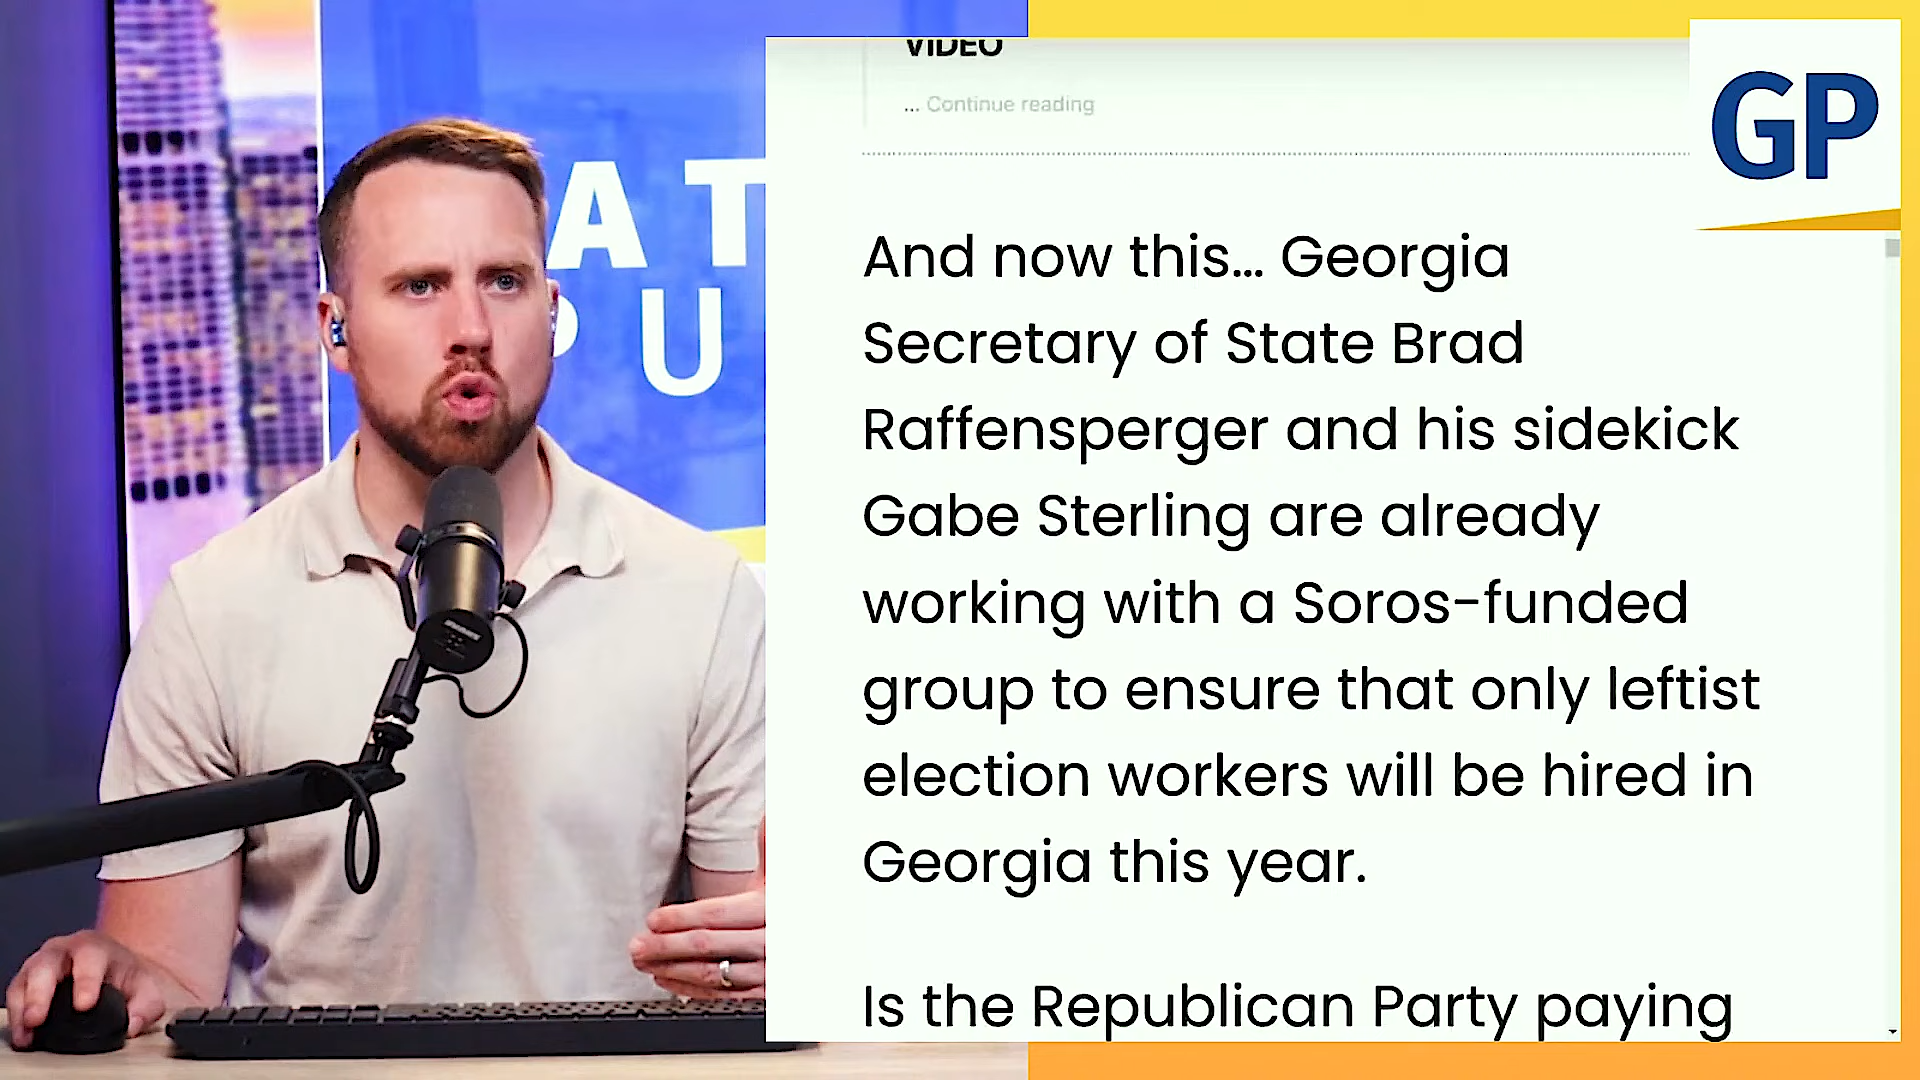 VIDEO
... Continue reading
GP
AT
PU
And now this... Georgia
Secretary of State Brad
Raffensperger and his sidekick
Gabe Sterling are already
working with a Soros-funded
group to ensure that only leftist
election workers will be hired in
Georgia this year.
Is the Republican Party paying